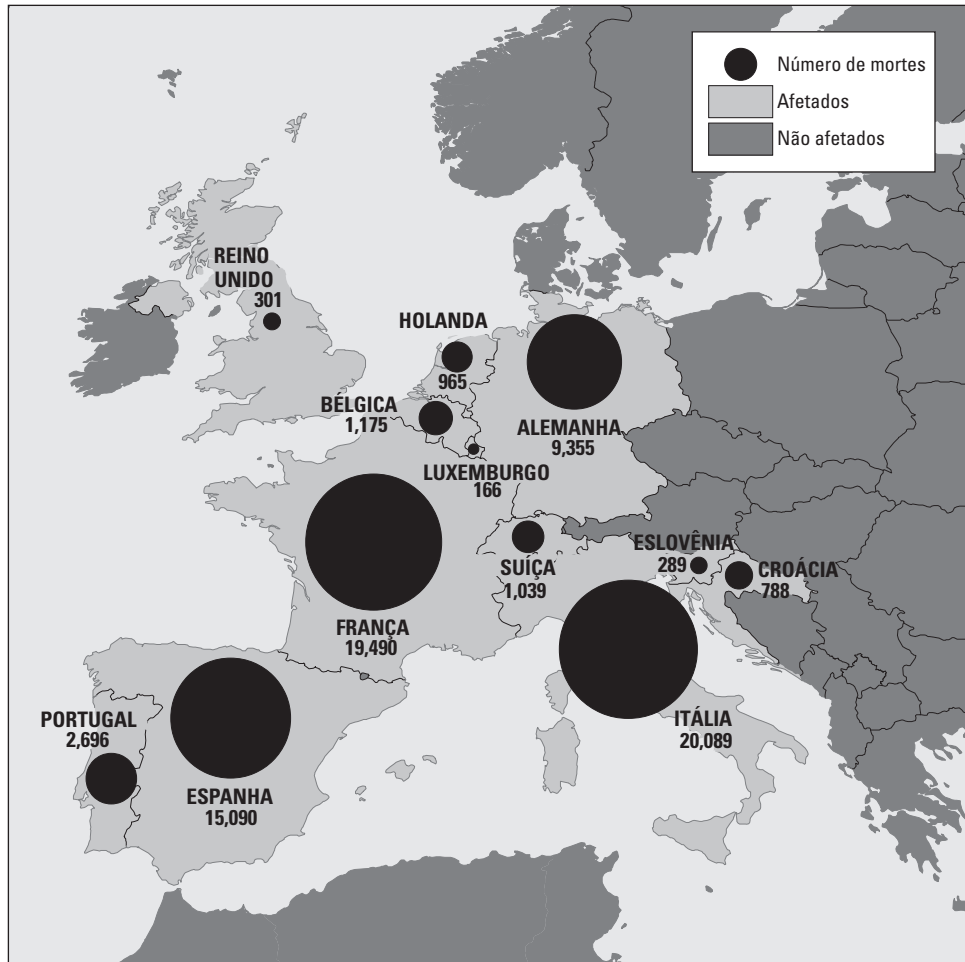 Número de mortes
Afetados
Não afetados
REINO
UNIDO
301
HOLANDA
965
BÉLGICA
1,175
ALEMANHA
9,355
LUXEMBURGO
166
SUÍÇA
1,039
ESLOVÊNIA
289
CROÁCIA
788
FRANÇA
19,490
ITÁLIA
20,089
PORTUGAL
2,696
ESPANHA
15,090